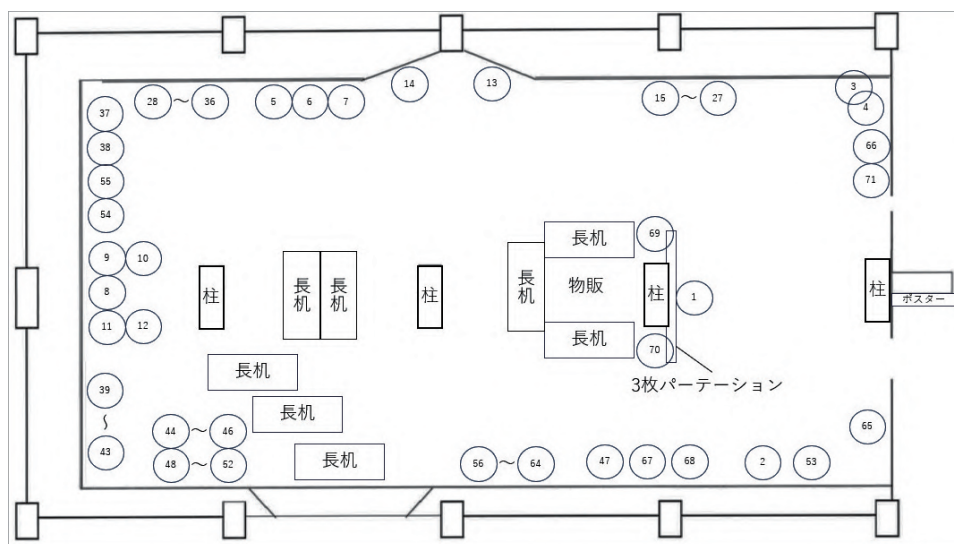 28 〜 36 5 6 7 14 13 15 〜 27 3
4
37
38
66
55
71
54
9 10
8
11 12
柱
長机
長机
柱
長机
長机
物販
長机
69
柱
1
70
3枚パーテーション
柱
ポスター
長机
長机
長机
39
〜
43
44 〜 46
48 〜 52
56 〜 64 47 67 68 2 53
65